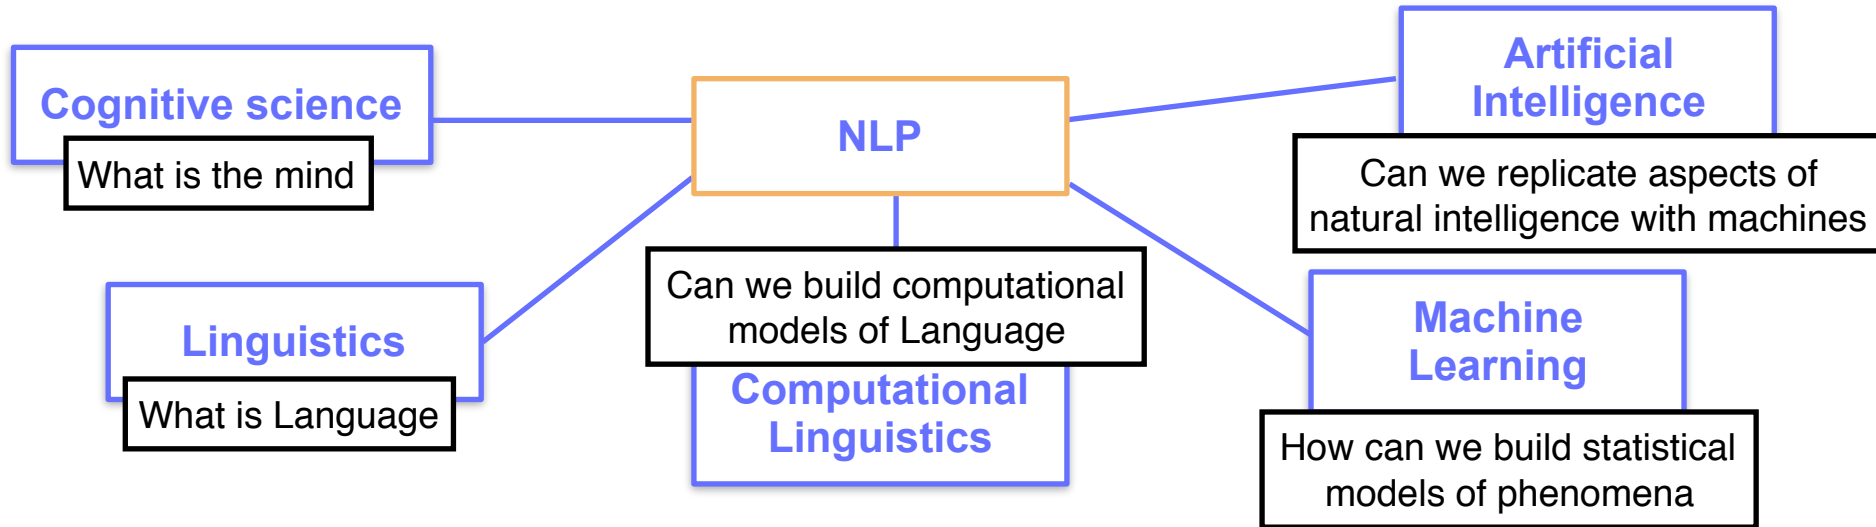 Cognitive science
What is the mind
NLP
Artificial
Intelligence
Can we replicate aspects of
natural intelligence with machines
Linguistics
What is Language
Can we build computational
models of Language
Computational
Linguistics
Machine
Learning
How can we build statistical
models of phenomena